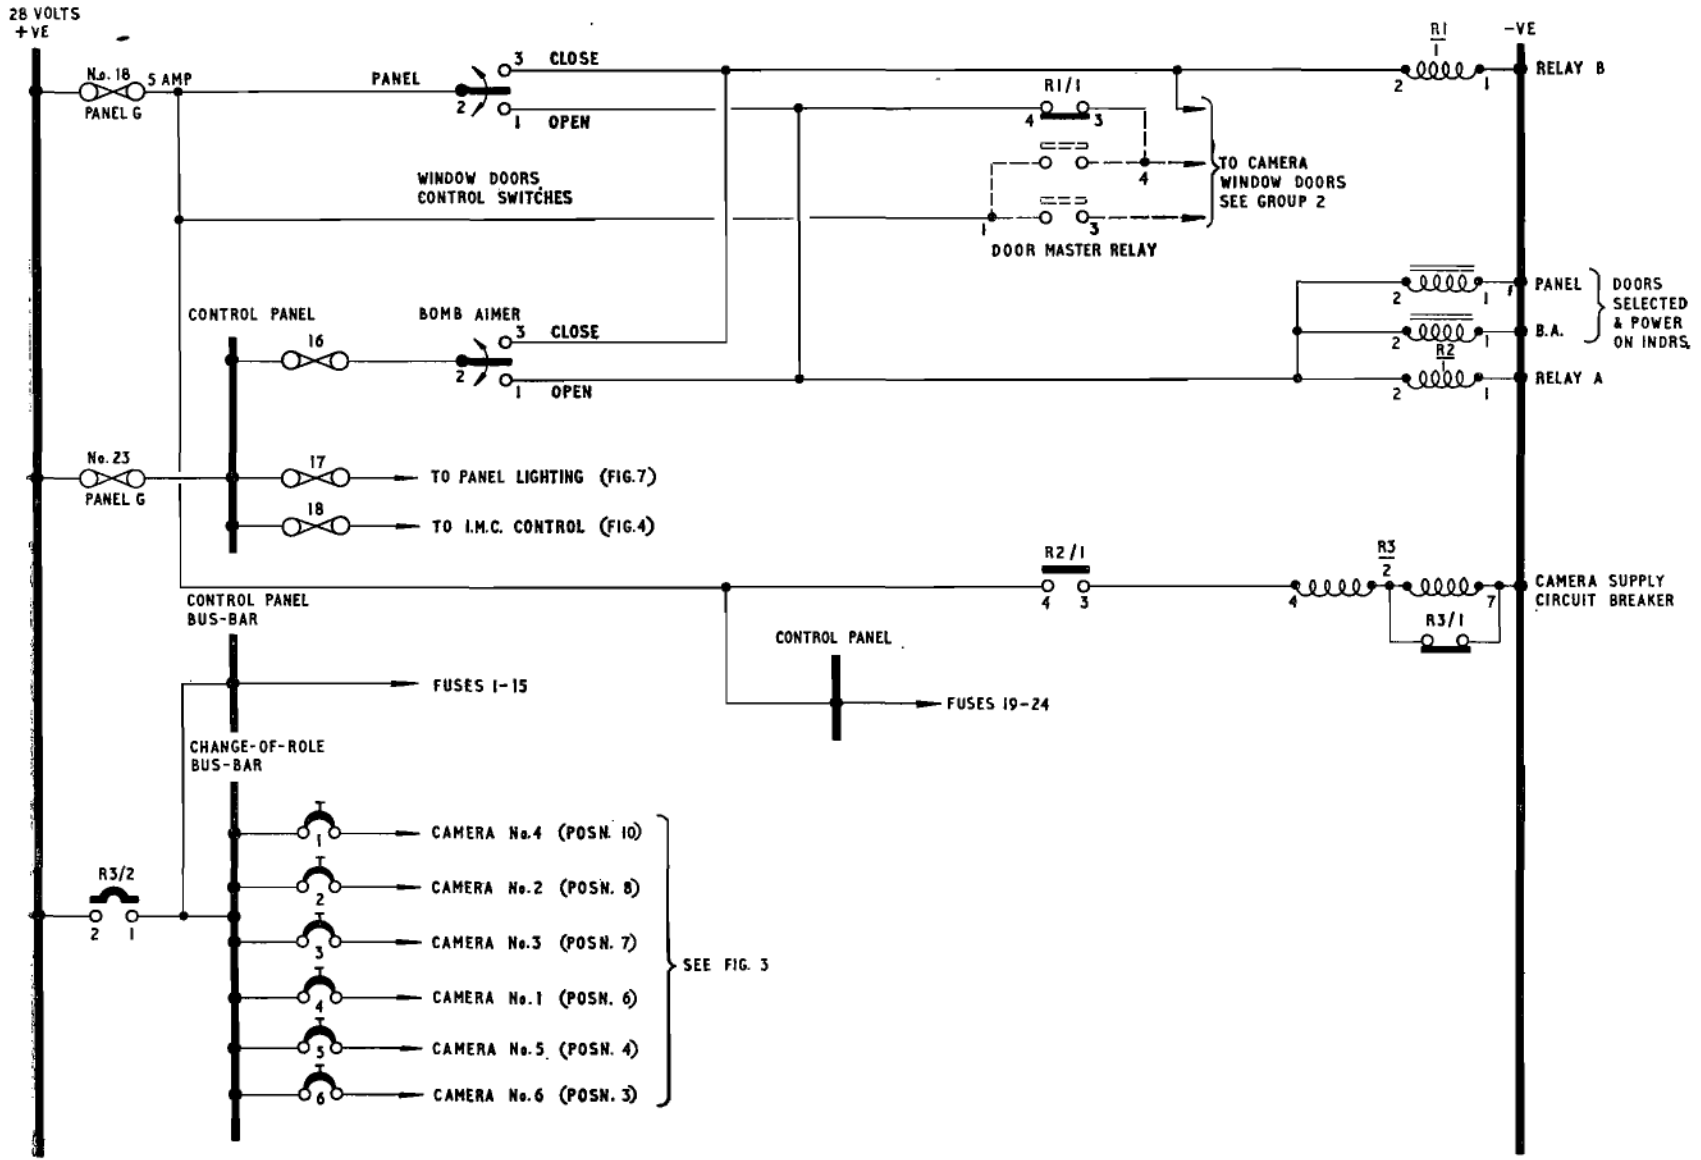 28 VOLTS
+VE
-VE
No. 18
5 AMP
PANEL G
PANEL
2
3 CLOSE
1 OPEN
R1
1
2
1
RELAY B
R1/1
4
3
4
1
3
DOOR MASTER RELAY
TO CAMERA
WINDOW DOORS
SEE GROUP 2
WINDOW DOORS
CONTROL SWITCHES
2
1
PANEL
2
1
B.A.
DOORS
SELECTED
& POWER
ON INDRS.
R2
1
2
1
RELAY A
CONTROL PANEL
16
BOMB AIMER
2
3 CLOSE
1 OPEN
No. 23
PANEL G
17
TO PANEL LIGHTING (FIG.7)
18
TO I.M.C. CONTROL (FIG.4)
R2/1
4
3
R3
2
4
7
R3/1
CAMERA SUPPLY
CIRCUIT BREAKER
CONTROL PANEL
BUS-BAR
FUSES 1-15
CONTROL PANEL
FUSES 19-24
CHANGE-OF-ROLE
BUS-BAR
R3/2
2
1
1
CAMERA No.4 (POSN. 10)
2
CAMERA No.2 (POSN. 8)
3
CAMERA No.3 (POSN. 7)
4
CAMERA No.1 (POSN. 6)
5
CAMERA No.5 (POSN. 4)
6
CAMERA No.6 (POSN. 3)
SEE FIG. 3